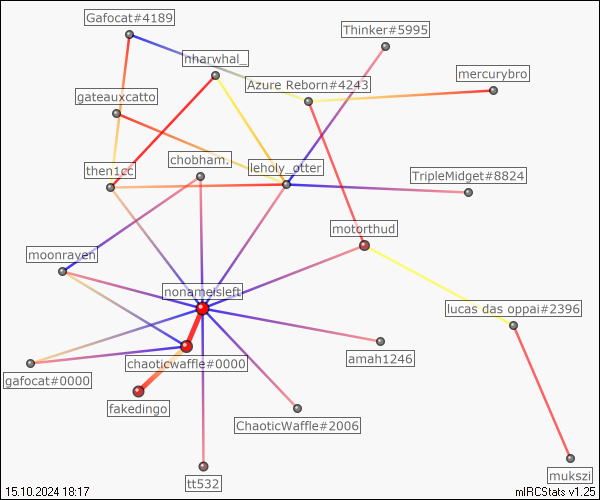 Gafocat#4189
Thinker#5995
nharwhal_
Azure Reborn#4243
mercurybro
gateauxcatto
chobham.
leholy_otter
then1cc
TripleMidget#8824
motorthud
moonraven
nonameisleft
lucas das oppai#2396
chaoticwaffle#0000
amah1246
gafocat#0000
fakedingo
ChaoticWaffle#2006
tt532
mukszi
15.10.2024 18:17
mIRCStats v1.25